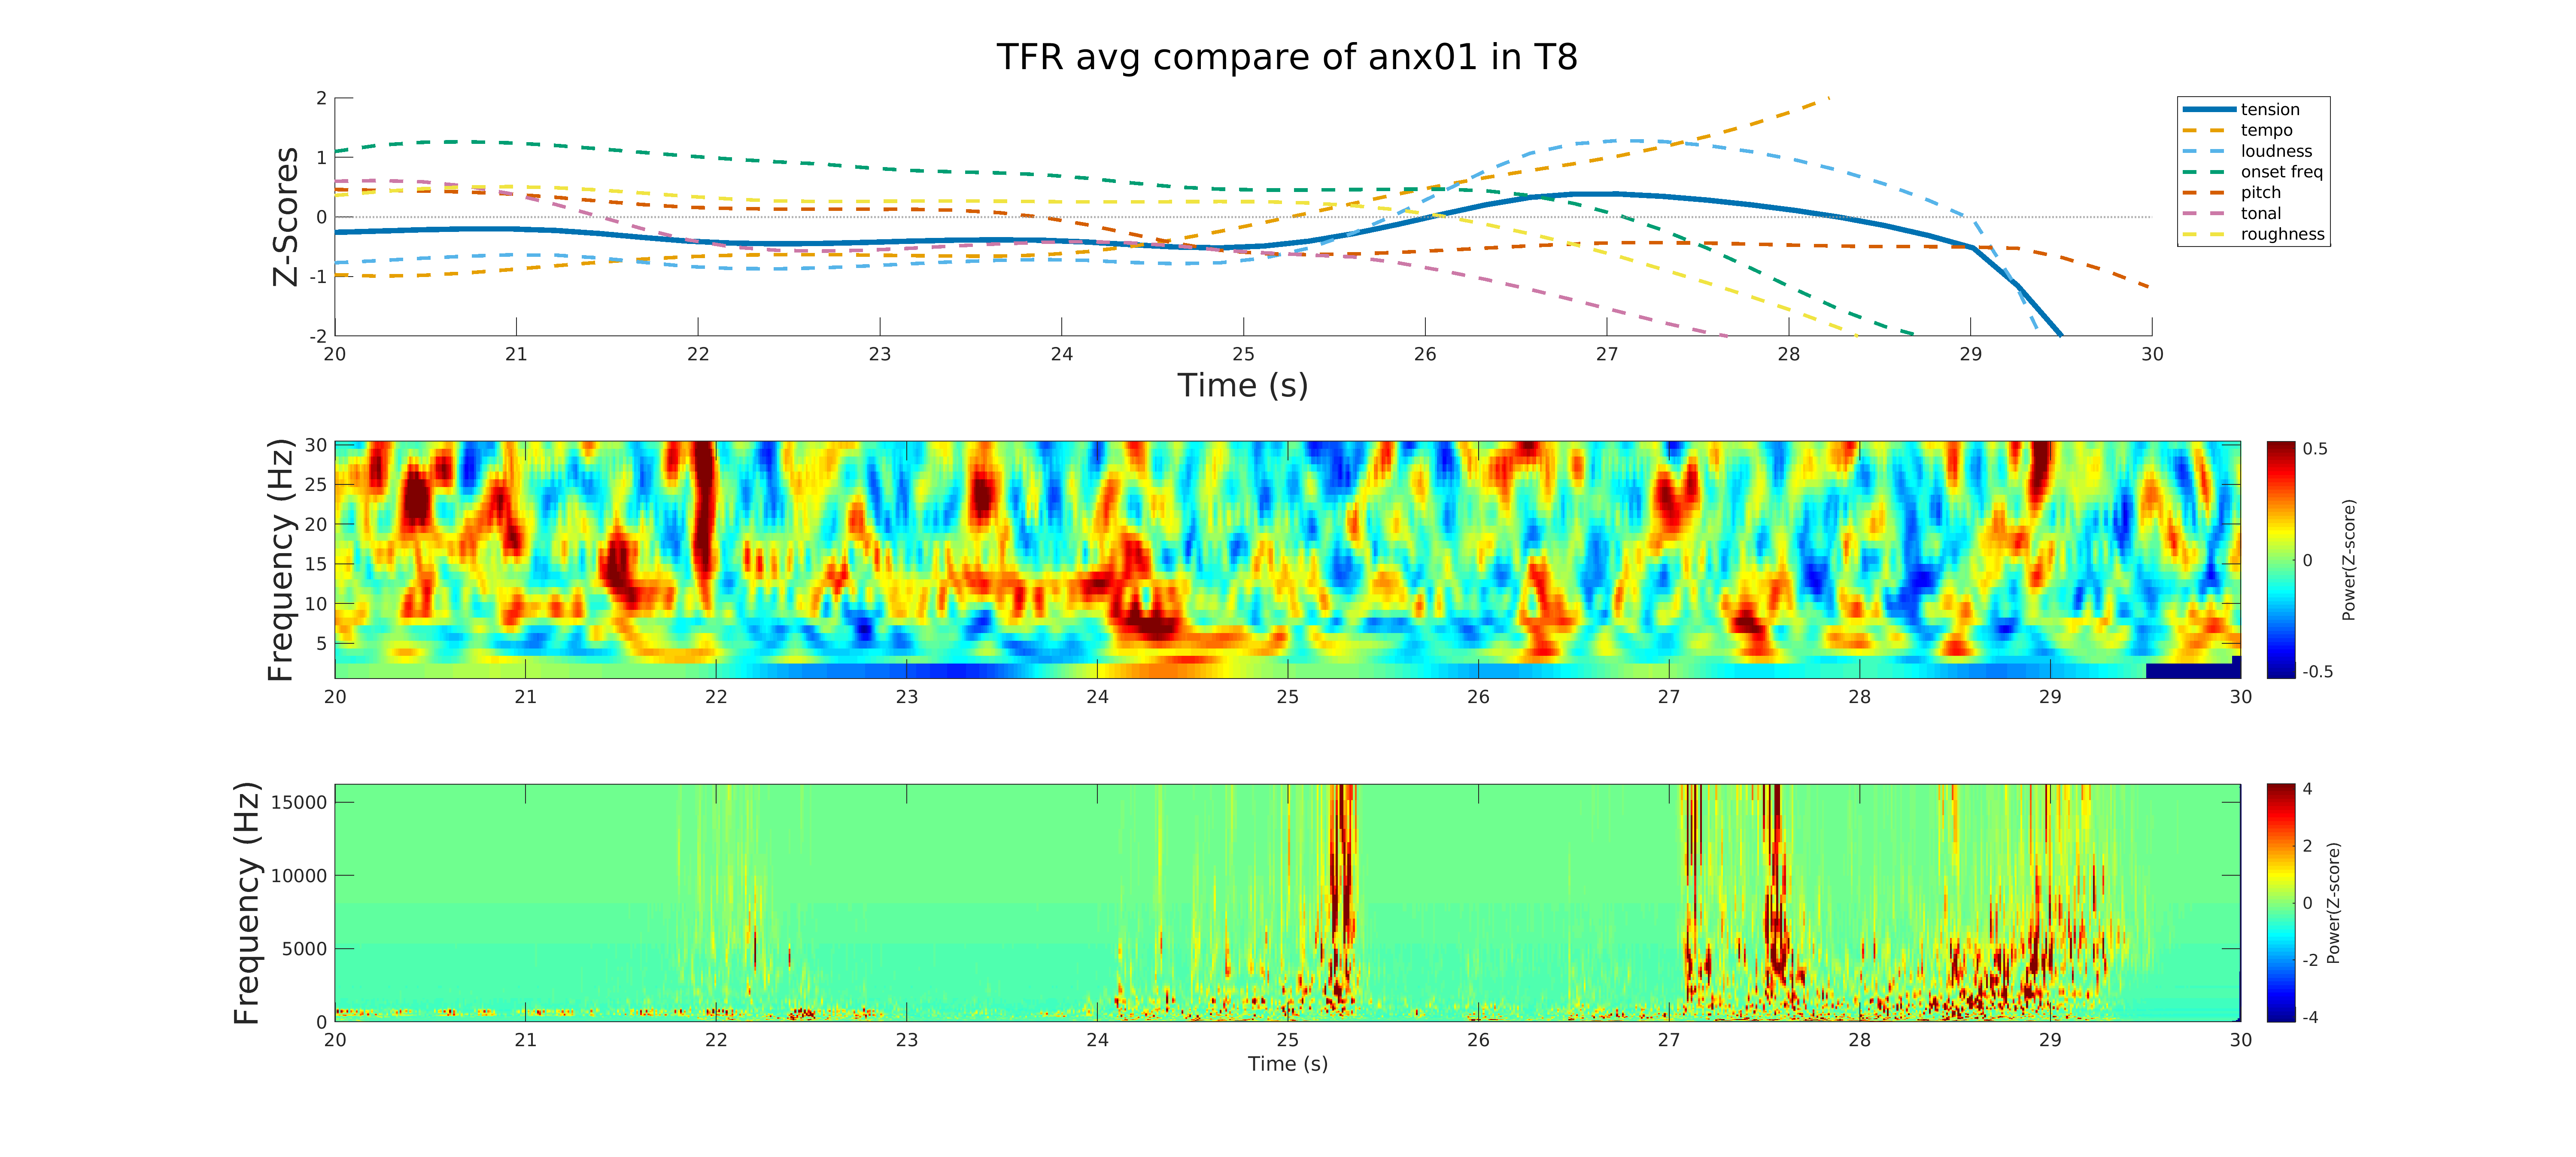 TFR avg compare of anx01 in T8
Z-Scores
2
1
0
-1
-2
20 21 22 23 24 25 26 27 28 29 30
Time (s)
tension
tempo
loudness
onset freq
pitch
tonal
roughness
Frequency (Hz)
30
25
20
15
10
5
20 21 22 23 24 25 26 27 28 29 30
0.5
0
-0.5
Power(Z-score)
Frequency (Hz)
15000
10000
5000
0
20 21 22 23 24 25 26 27 28 29 30
Time (s)
4
2
0
-2
-4
Power(Z-score)